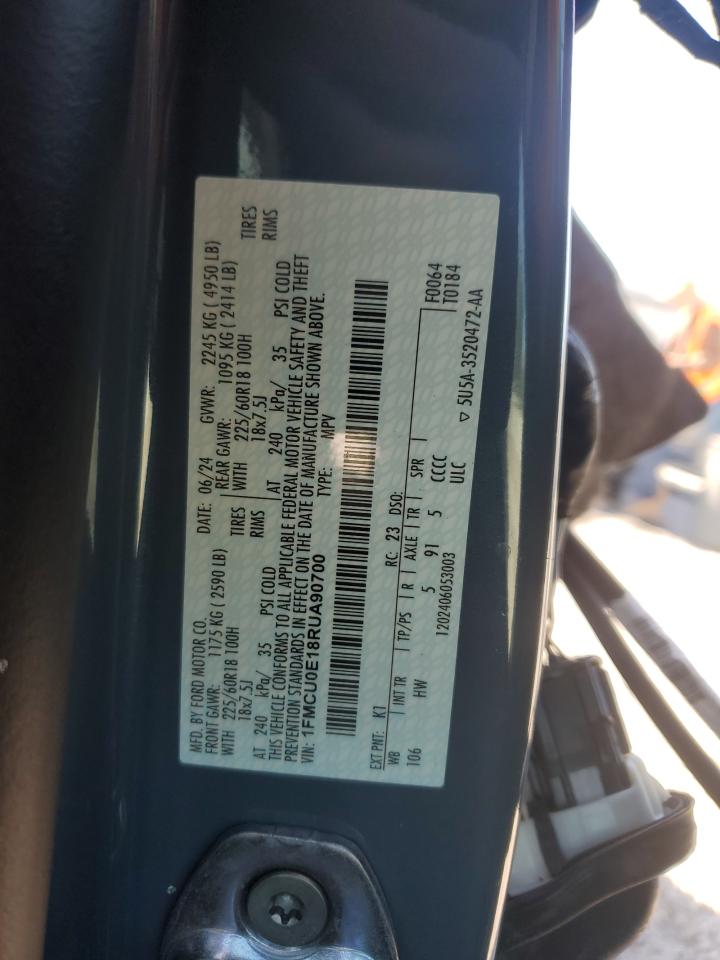 MFD. BY FORD MOTOR CO.
DATE: 06/24 GVWR: 2245 KG ( 4950 LB)
FRONT GAWR: 1175 KG ( 2590 LB)
REAR GAWR: 1095 KG ( 2414 LB)
WITH 225/60R18 100H TIRES
WITH 225/60R18 100H TIRES
18x7.5J RIMS
18x7.5J RIMS
AT 240 kPa/ 35 PSI COLD
AT 240 kPa/ 35 PSI COLD
THIS VEHICLE CONFORMS TO ALL APPLICABLE FEDERAL MOTOR VEHICLE SAFETY AND THEFT
PREVENTION STANDARDS IN EFFECT ON THE DATE OF MANUFACTURE SHOWN ABOVE.
VIN: 1FMCU0E18RUA90700 TYPE: MPV
EXT PNT: K1 RC: 23 DSO: F0064
WB INT TR TP/PS R AXLE TR SPR T0184
106 HW 5 91 5 CCCC
1202406053003 ULC ▽ 5U5A-3520472-AA